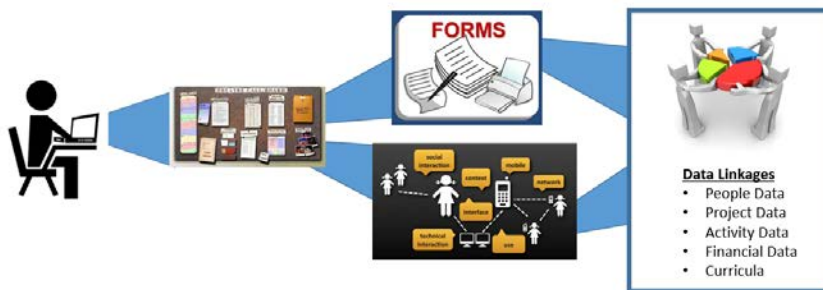 FORMS
social
interaction
context
mobile
network
interface
technical
interaction
use
Data Linkages
• People Data
• Project Data
• Activity Data
• Financial Data
• Curricula